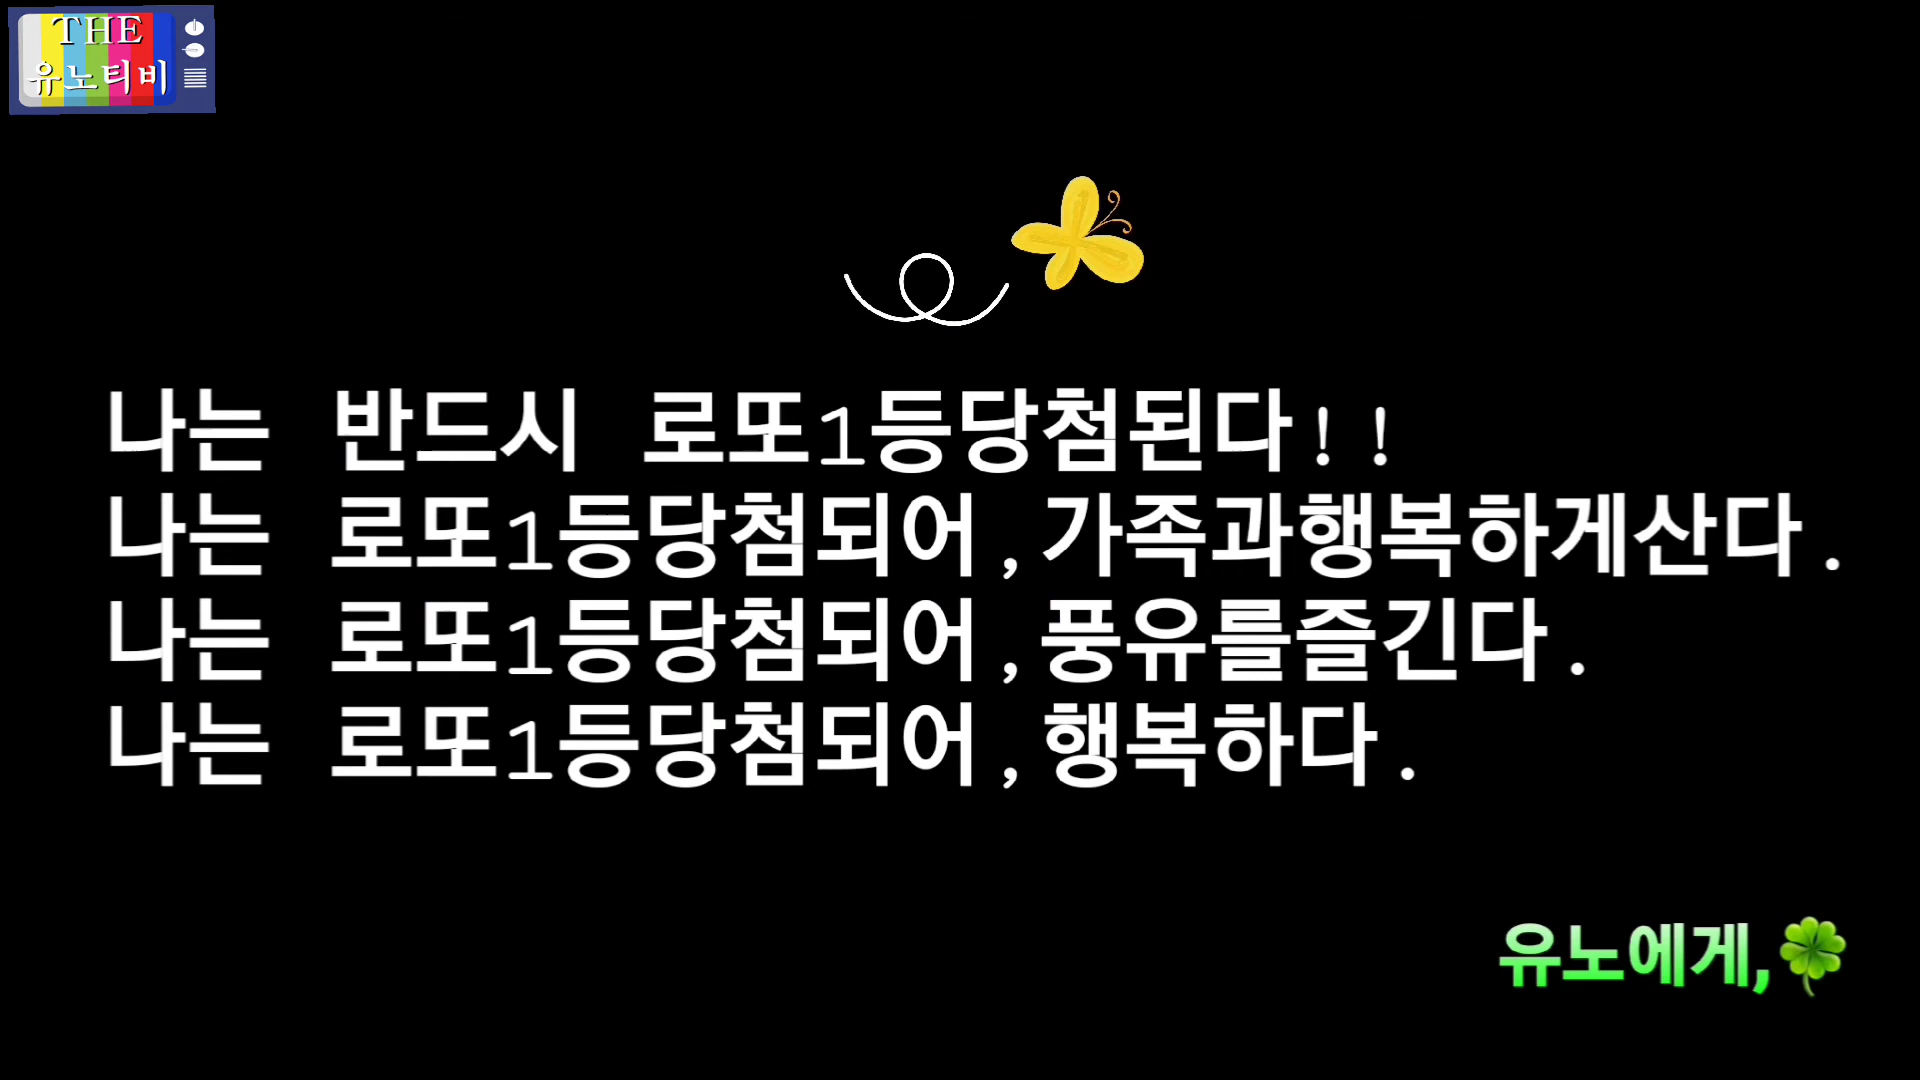 THE
유노티비
나는 반드시 로또1등당첨된다!!
나는 로또1등당첨되어,가족과행복하게산다.
나는 로또1등당첨되어,풍유를즐긴다.
나는 로또1등당첨되어,행복하다.
유노에게,🍀